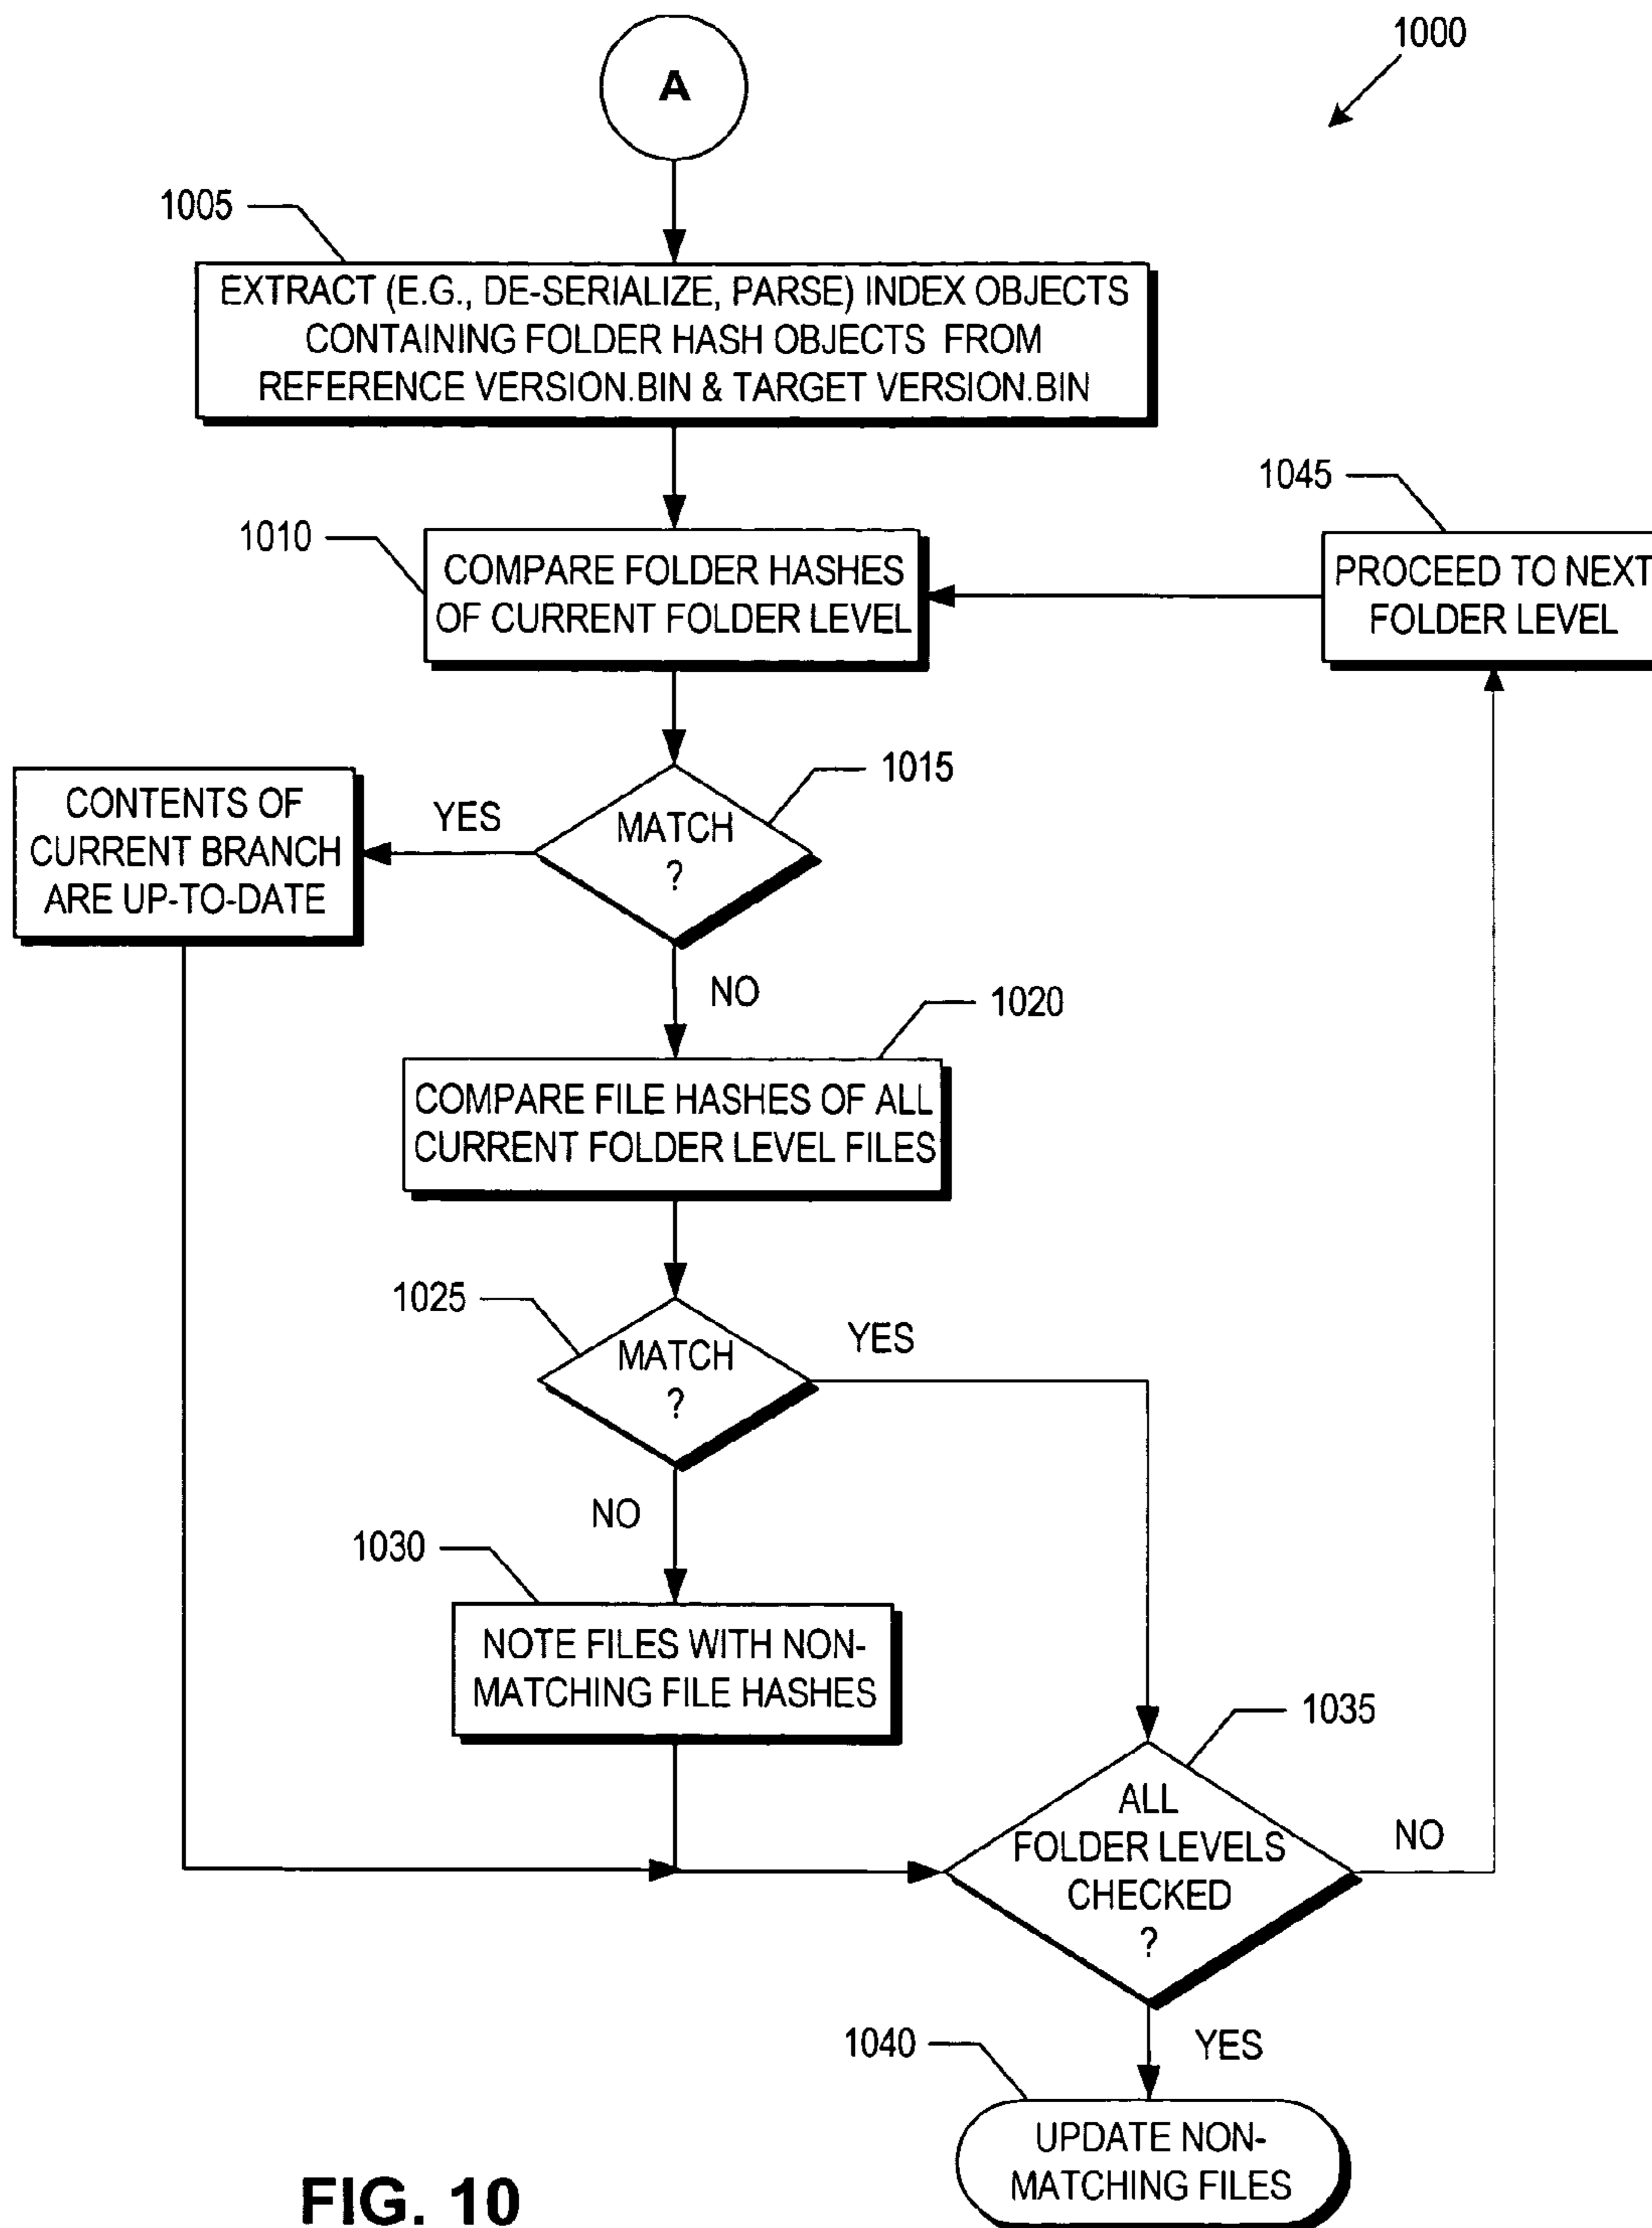 A
1000
1005
EXTRACT (E.G., DE-SERIALIZE, PARSE) INDEX OBJECTS
CONTAINING FOLDER HASH OBJECTS FROM
REFERENCE VERSION.BIN & TARGET VERSION.BIN
1010
COMPARE FOLDER HASHES
OF CURRENT FOLDER LEVEL
1045
PROCEED TO NEXT
FOLDER LEVEL
1015
MATCH
?
YES
CONTENTS OF
CURRENT BRANCH
ARE UP-TO-DATE
NO
1020
COMPARE FILE HASHES OF ALL
CURRENT FOLDER LEVEL FILES
1025
MATCH
?
YES
NO
1030
NOTE FILES WITH NON-
MATCHING FILE HASHES
1035
ALL
FOLDER LEVELS
CHECKED
?
NO
YES
1040
UPDATE NON-
MATCHING FILES
FIG. 10